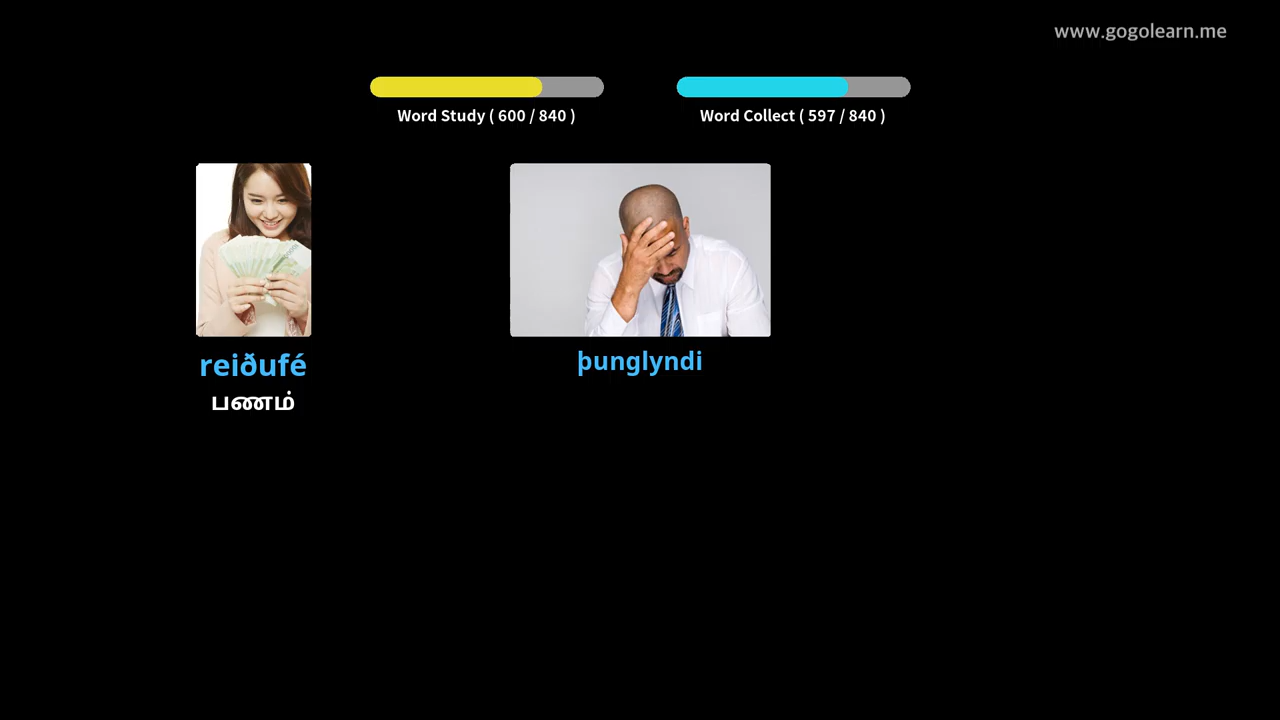 www.gogolearn.me
Word Study ( 600 / 840 )
Word Collect ( 597 / 840 )
reiðufé
பணம்
þunglyndi